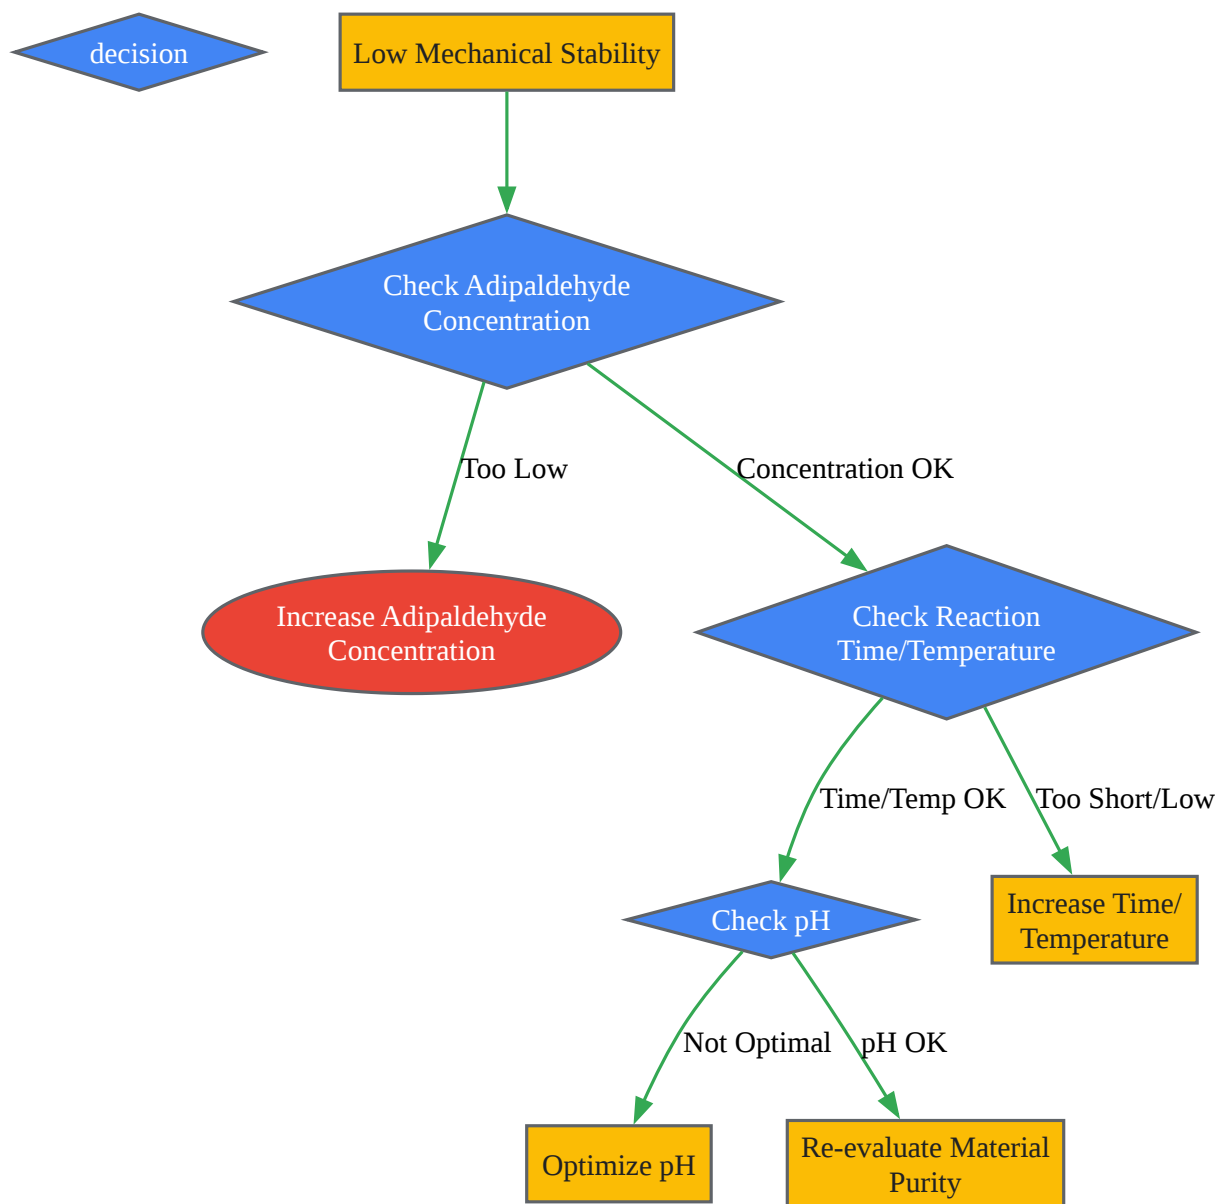 decision
Low Mechanical Stability
Check Adipaldehyde
Concentration
Too Low
Concentration OK
Increase Adipaldehyde
Concentration
Check Reaction
Time/Temperature
Time/Temp OK
Too Short/Low
Check pH
Increase Time/
Temperature
Not Optimal
pH OK
Optimize pH
Re-evaluate Material
Purity